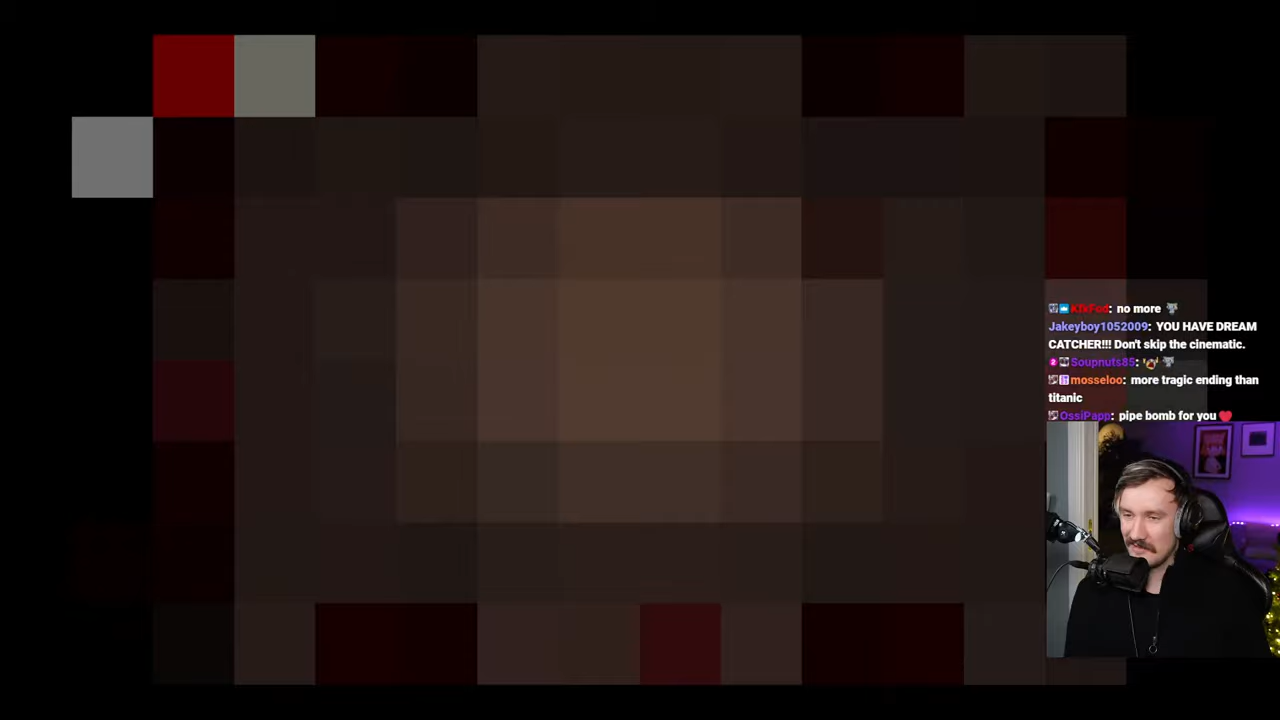 KfkFod: no more
Jakeyboy1052009: YOU HAVE DREAM
CATCHER!!! Don't skip the cinematic.
Soupnuts85:
mosseloo: more tragic ending than
titanic
OssiPapp: pipe bomb for you